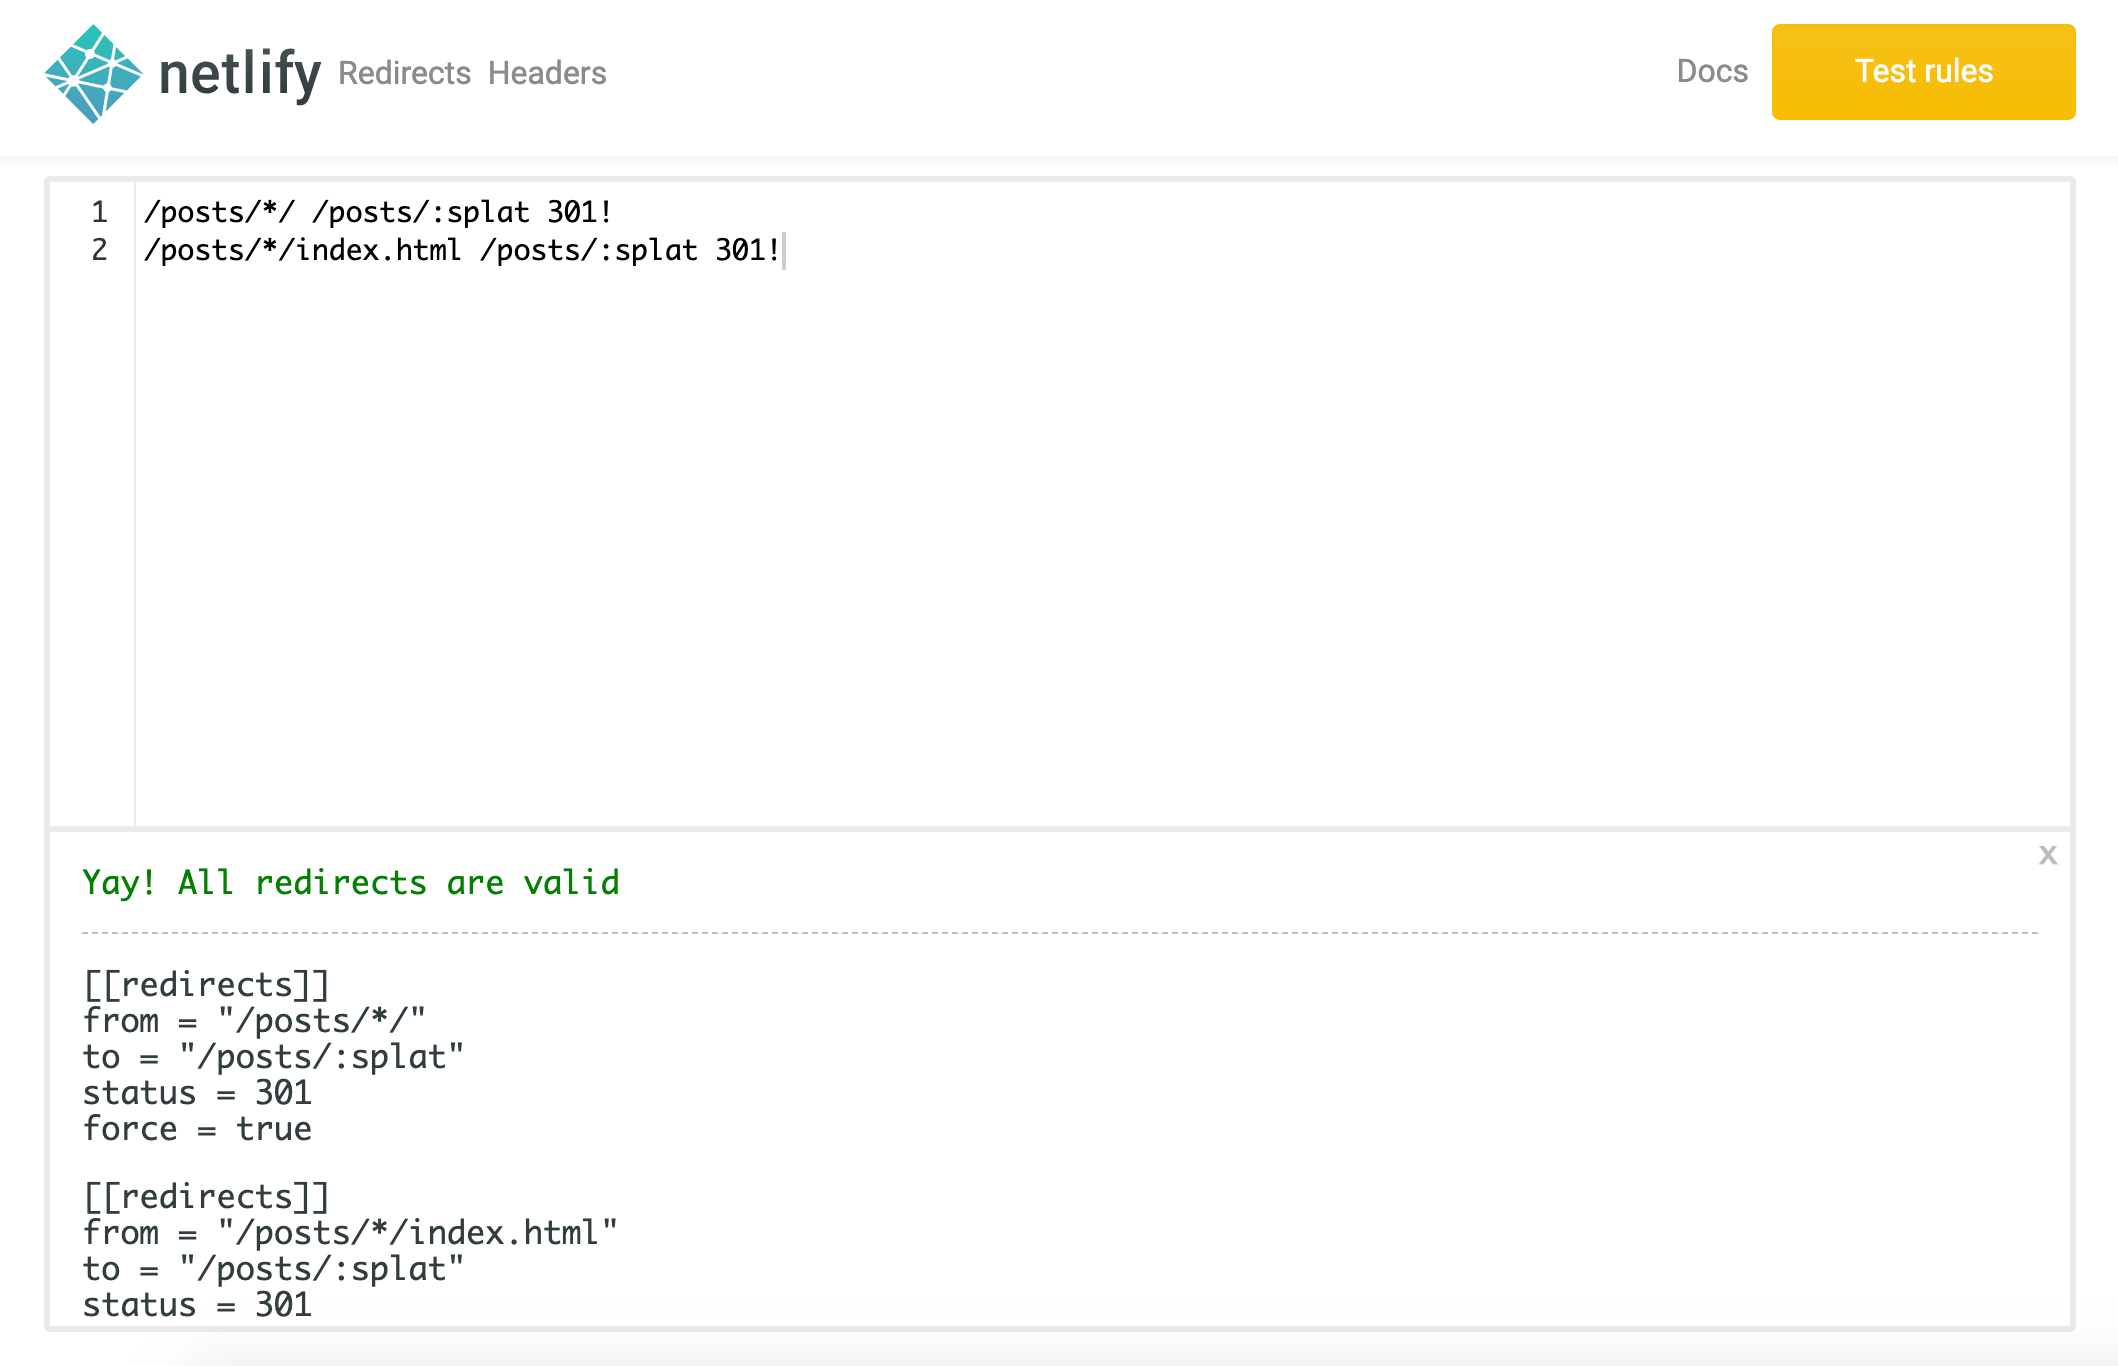 netlify Redirects Headers Docs Test rules
1 /posts/*/ /posts/:splat 301!
2 /posts/*/index.html /posts/:splat 301!
x
Yay! All redirects are valid
[[redirects]]
from = "/posts/*/"
to = "/posts/:splat"
status = 301
force = true
[[redirects]]
from = "/posts/*/index.html"
to = "/posts/:splat"
status = 301